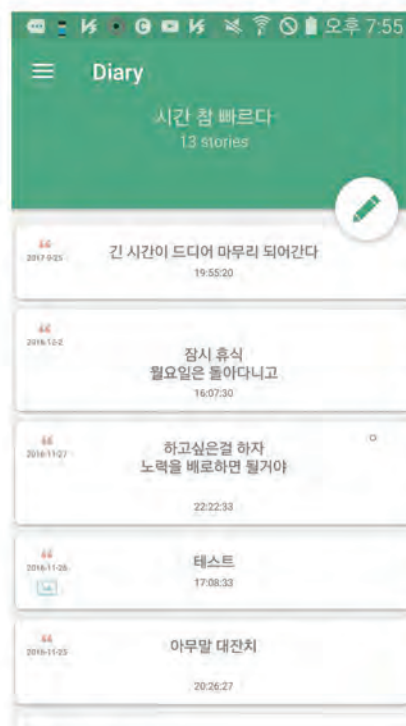 오후 7:55
Diary
시간 참 빠르다
13 stories
2017-9-25
긴 시간이 드디어 마무리 되어간다
19:55:20
2016-12-2
잠시 휴식
월요일은 돌아다니고
16:07:30
2016-11-27
하고싶은걸 하자
노력을 배로하면 될거야
22:22:33
2016-11-26
테스트
17:08:33
2016-11-25
아무말 대잔치
20:26:27